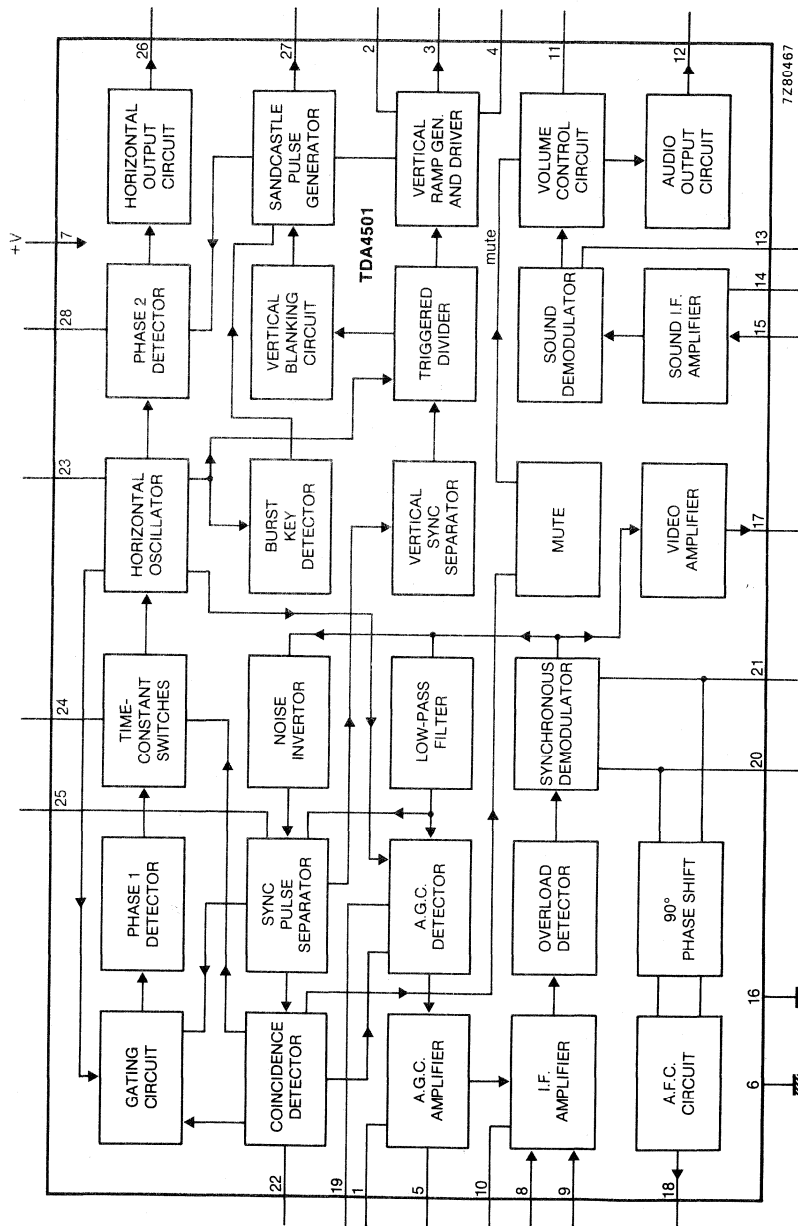 26
27
2
3
4
11
12
7Z80467
+V
7
28
23
24
25
HORIZONTAL
OUTPUT
CIRCUIT
SANDCASTLE
PULSE
GENERATOR
VERTICAL
RAMP GEN.
AND DRIVER
VOLUME
CONTROL
CIRCUIT
AUDIO
OUTPUT
CIRCUIT
TDA4501
mute
PHASE 2
DETECTOR
VERTICAL
BLANKING
CIRCUIT
TRIGGERED
DIVIDER
SOUND
DEMODULATOR
SOUND I.F.
AMPLIFIER
13
14
15
HORIZONTAL
OSCILLATOR
BURST
KEY
DETECTOR
VERTICAL
SYNC
SEPARATOR
MUTE
VIDEO
AMPLIFIER
17
TIME-
CONSTANT
SWITCHES
NOISE
INVERTOR
LOW-PASS
FILTER
SYNCHRONOUS
DEMODULATOR
21
20
PHASE 1
DETECTOR
SYNC
PULSE
SEPARATOR
A.G.C.
DETECTOR
OVERLOAD
DETECTOR
90°
PHASE SHIFT
16
GATING
CIRCUIT
COINCIDENCE
DETECTOR
A.G.C.
AMPLIFIER
I.F.
AMPLIFIER
A.F.C.
CIRCUIT
6
22
19
1
5
10
8
9
18